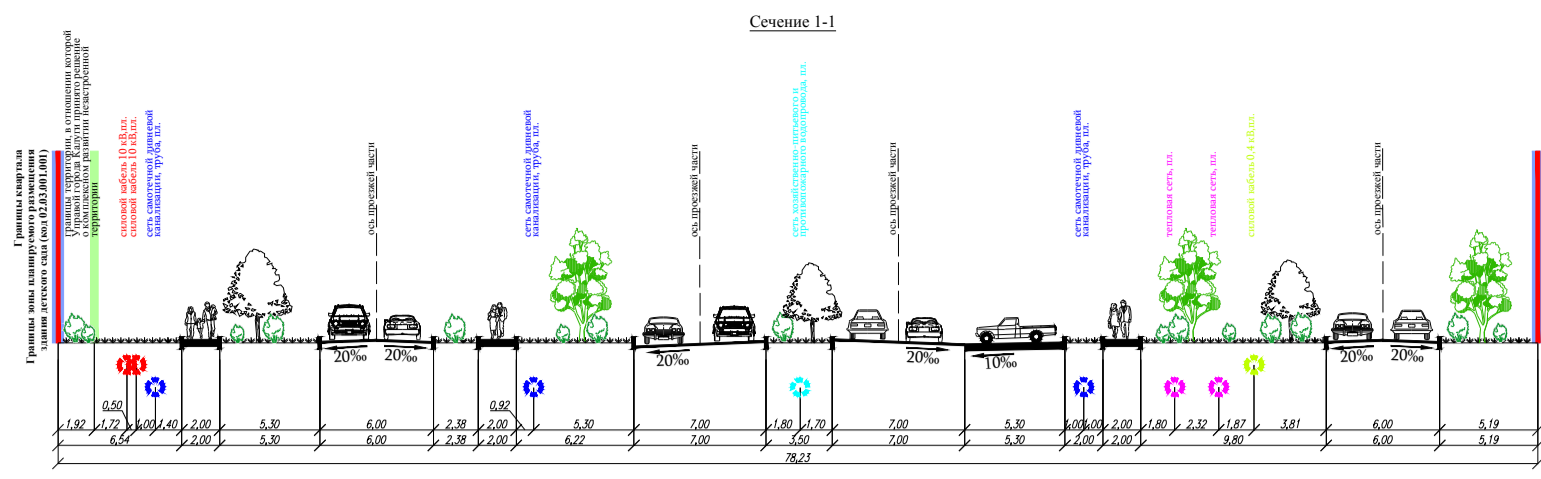 Сечение 1-1
Границы квартала
Границы зоны планируемого размещения
здания детского сада (код 02.03.001.001)
границы территории, в отношении которой
Управой города Калуги принято решение
о комплексном развитии незастроенной
территории
силовой кабель 10 кВ,пл.
силовой кабель 10 кВ,пл.
сеть самотечной ливневой
канализации, труба, пл.
ось проезжей части
сеть самотечной ливневой
канализации, труба, пл.
ось проезжей части
сеть хозяйственно-питьевого и
противопожарного водопровода, пл.
ось проезжей части
сеть самотечной ливневой
канализации, труба, пл.
тепловая сеть, пл.
тепловая сеть, пл.
силовой кабель 0,4 кВ,пл.
ось проезжей части
20‰ 20‰ 20‰ 20‰ 10‰ 20‰ 20‰
0,50 0,92
1,92 1,72 1,00 1,40 2,00 5,30 6,00 2,38 2,00 5,30 7,00 1,80 1,70 7,00 5,30 1,00 1,00 2,00 1,80 2,32 1,87 3,81 6,00 5,19
6,54 2,00 5,30 6,00 2,38 2,00 6,22 7,00 3,50 7,00 5,30 2,00 2,00 9,80 6,00 5,19
78,23